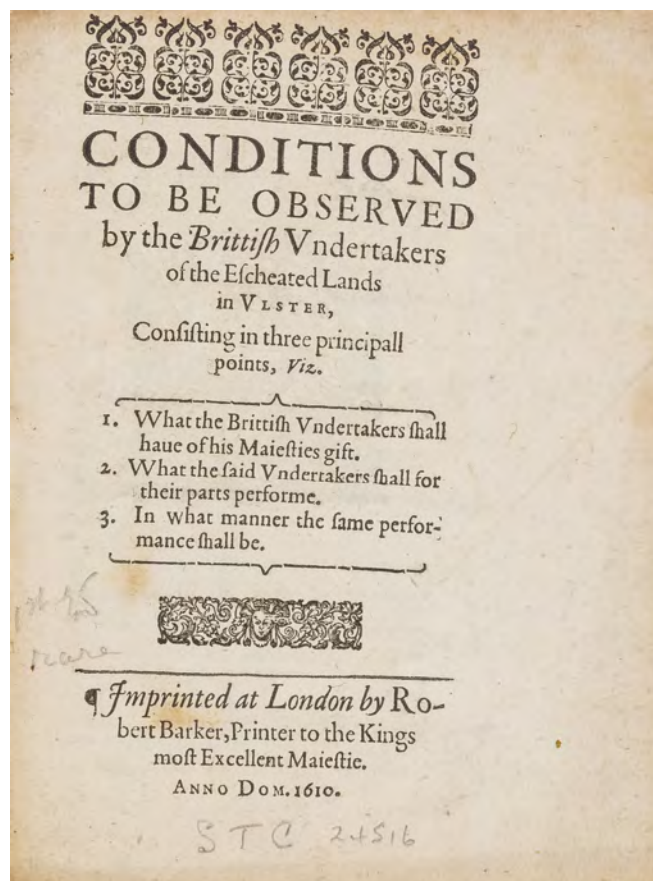 CONDITIONS
TO BE OBSERVED
by the Brittiſh Vndertakers
of the Eſcheated Lands
in VLSTER,
Conſiſting in three principall
points, Viz.
1. What the Brittiſh Vndertakers ſhall
haue of his Maieſties gift.
2. What the ſaid Vndertakers ſhall for
their parts performe.
3. In what manner the ſame perfor-
mance ſhall be.
1st Ed
rare
¶ Imprinted at London by Ro-
bert Barker, Printer to the Kings
moſt Excellent Maieſtie.
ANNO DOM. 1610.
STC 24516